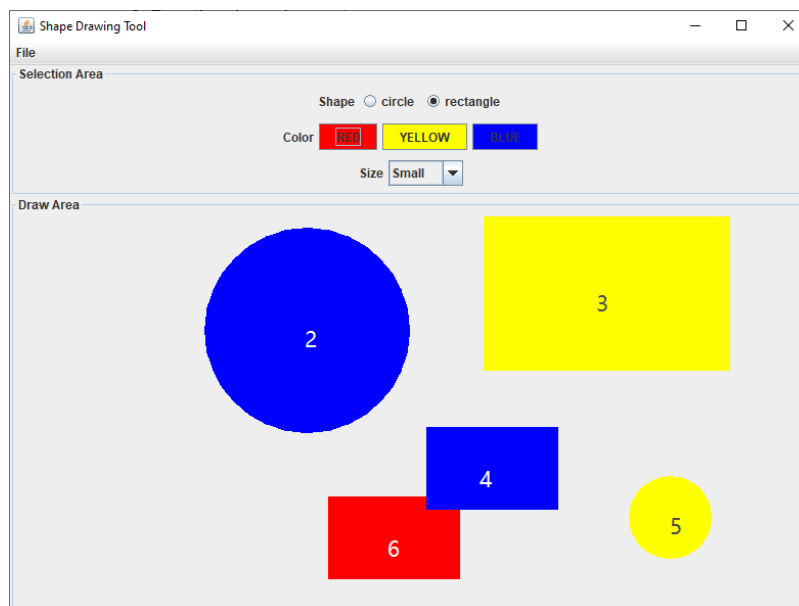 Shape Drawing Tool
File
Selection Area
Shape circle rectangle
Color RED YELLOW BLUE
Size Small
Draw Area
2
3
4
5
6